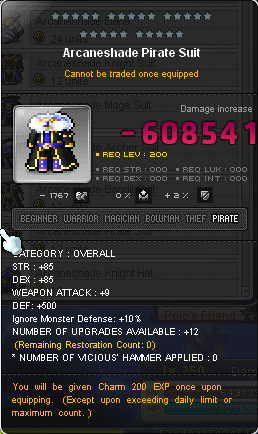 Arcaneshade Pirate Suit
Cannot be traded once equipped
Damage increase
-608541
REQ LEV : 200
REQ STR : 000 REQ LUK : 000
REQ DEX : 000 REQ INT : 000
- 1767 0% +2%
BEGINNER WARRIOR MAGICIAN BOWMAN THIEF PIRATE
CATEGORY : OVERALL
STR : +85
DEX : +85
WEAPON ATTACK : +9
DEF: +500
Ignore Monster Defense: +10%
NUMBER OF UPGRADES AVAILABLE : +12
(Remaining Restoration Count: 0)
* NUMBER OF VICIOUS' HAMMER APPLIED : 0
You will be given Charm 200 EXP once upon
equipping. (Except upon exceeding daily limit or
maximum count. )